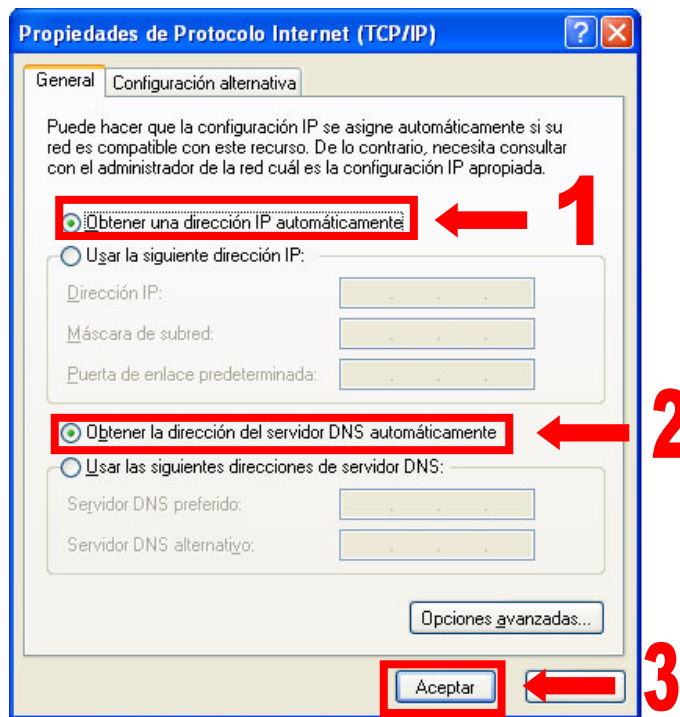 Propiedades de Protocolo Internet (TCP/IP)
General
Configuración alternativa
Puede hacer que la configuración IP se asigne automáticamente si su
red es compatible con este recurso. De lo contrario, necesita consultar
con el administrador de la red cuál es la configuración IP apropiada.
Obtener una dirección IP automáticamente
1
Usar la siguiente dirección IP:
Dirección IP:
Máscara de subred:
Puerta de enlace predeterminada:
Obtener la dirección del servidor DNS automáticamente
2
Usar las siguientes direcciones de servidor DNS:
Servidor DNS preferido:
Servidor DNS alternativo:
Opciones avanzadas...
Aceptar
3